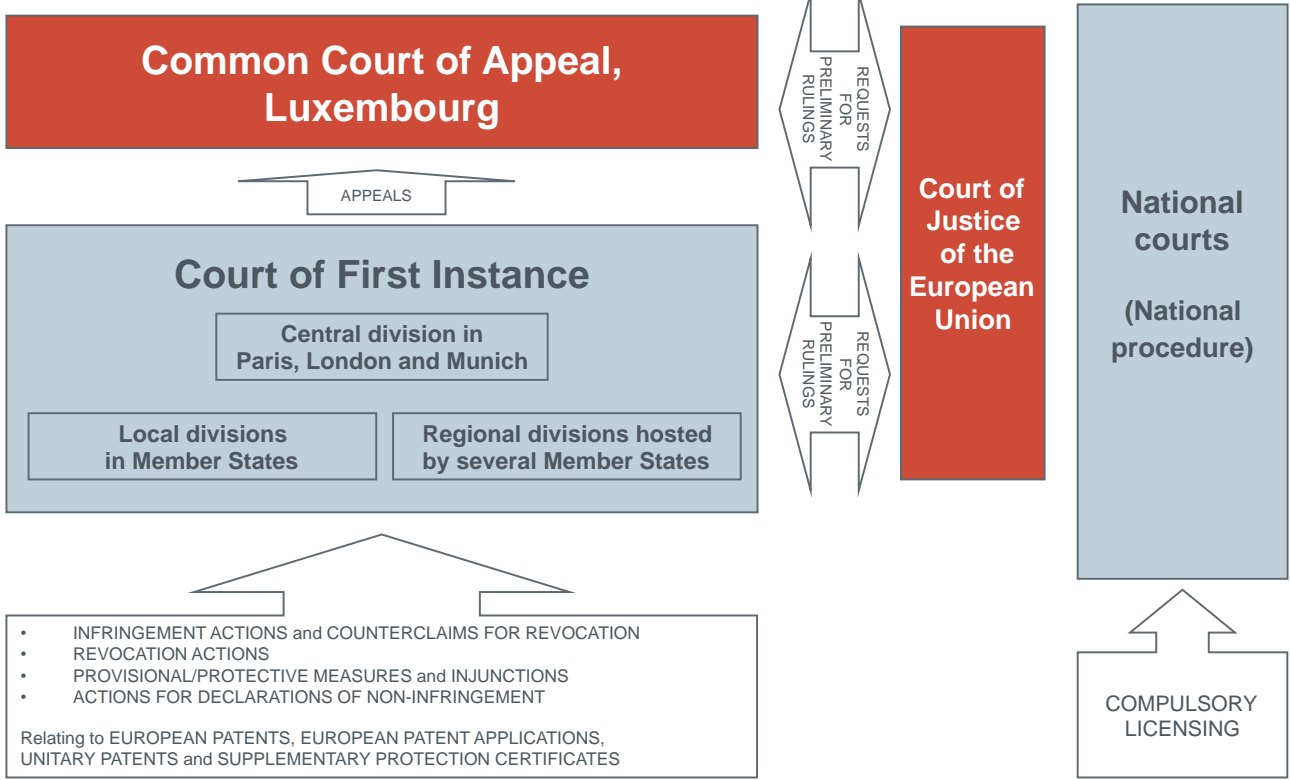 Common Court of Appeal,
Luxembourg
APPEALS
Court of First Instance
Central division in
Paris, London and Munich
Local divisions
in Member States
Regional divisions hosted
by several Member States
• INFRINGEMENT ACTIONS and COUNTERCLAIMS FOR REVOCATION
• REVOCATION ACTIONS
• PROVISIONAL/PROTECTIVE MEASURES and INJUNCTIONS
• ACTIONS FOR DECLARATIONS OF NON-INFRINGEMENT
Relating to EUROPEAN PATENTS, EUROPEAN PATENT APPLICATIONS,
UNITARY PATENTS and SUPPLEMENTARY PROTECTION CERTIFICATES
REQUESTS
FOR
PRELIMINARY
RULINGS
REQUESTS
FOR
PRELIMINARY
RULINGS
Court of
Justice
of the
European
Union
National
courts
(National
procedure)
COMPULSORY
LICENSING